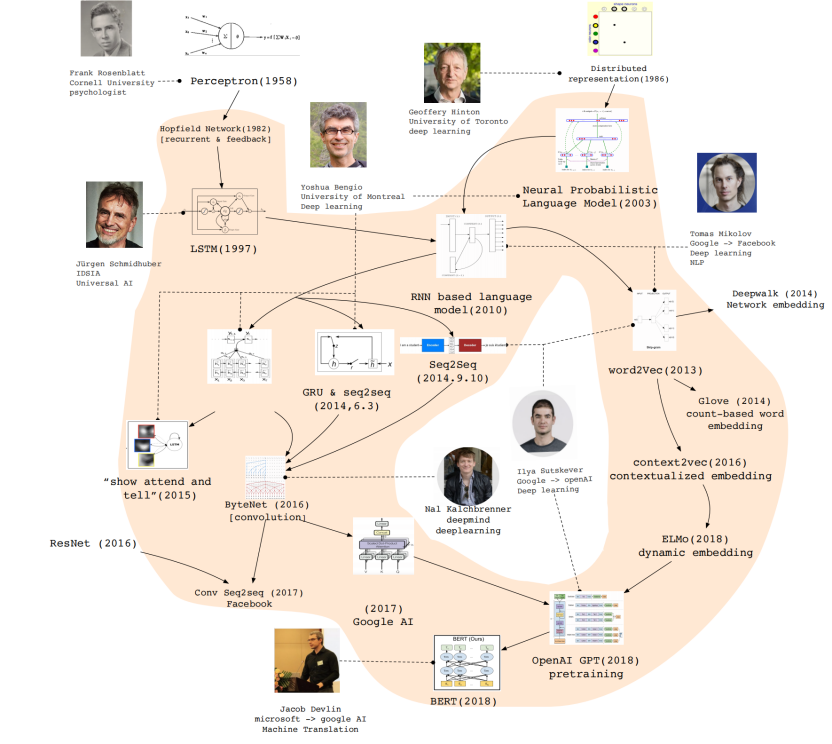 Frank Rosenblatt
Cornell University
psychologist
Perceptron(1958)
Geoffery Hinton
University of Toronto
deep learning
Distributed
representation(1986)
Hopfield Network(1982)
[recurrent & feedback]
Yoshua Bengio
University of Montreal
Deep learning
Neural Probabilistic
Language Model(2003)
LSTM(1997)
Jürgen Schmidhuber
IDSIA
Universal AI
Tomas Mikolov
Google -> Facebook
Deep learning
NLP
RNN based language
model(2010)
Deepwalk (2014)
Network embedding
Seq2Seq
(2014.9.10)
GRU & seq2seq
(2014,6.3)
word2Vec(2013)
Glove (2014)
count-based word
embedding
LSTM
"show attend and
tell"(2015)
context2vec(2016)
contextualized embedding
Ilya Sutskever
Google -> openAI
Deep learning
ByteNet (2016)
[convolution]
Nal Kalchbrenner
deepmind
deeplearning
ResNet (2016)
ELMo(2018)
dynamic embedding
Conv Seq2seq (2017)
Facebook
(2017)
Google AI
BERT (Ours)
OpenAI GPT(2018)
pretraining
BERT(2018)
Jacob Devlin
microsoft -> google AI
Machine Translation